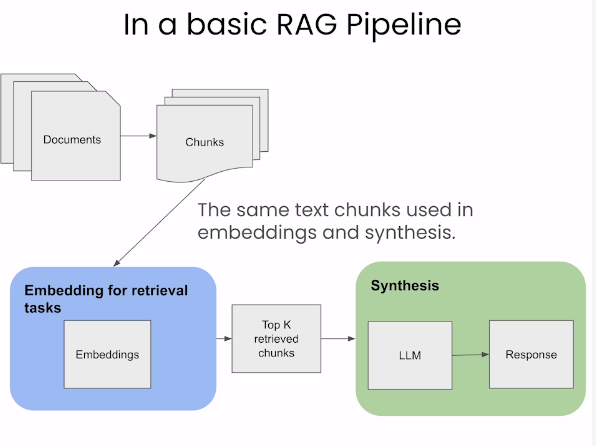 In a basic RAG Pipeline
Documents
Chunks
The same text chunks used in
embeddings and synthesis.
Embedding for retrieval
tasks
Embeddings
Top K
retrieved
chunks
Synthesis
LLM
Response